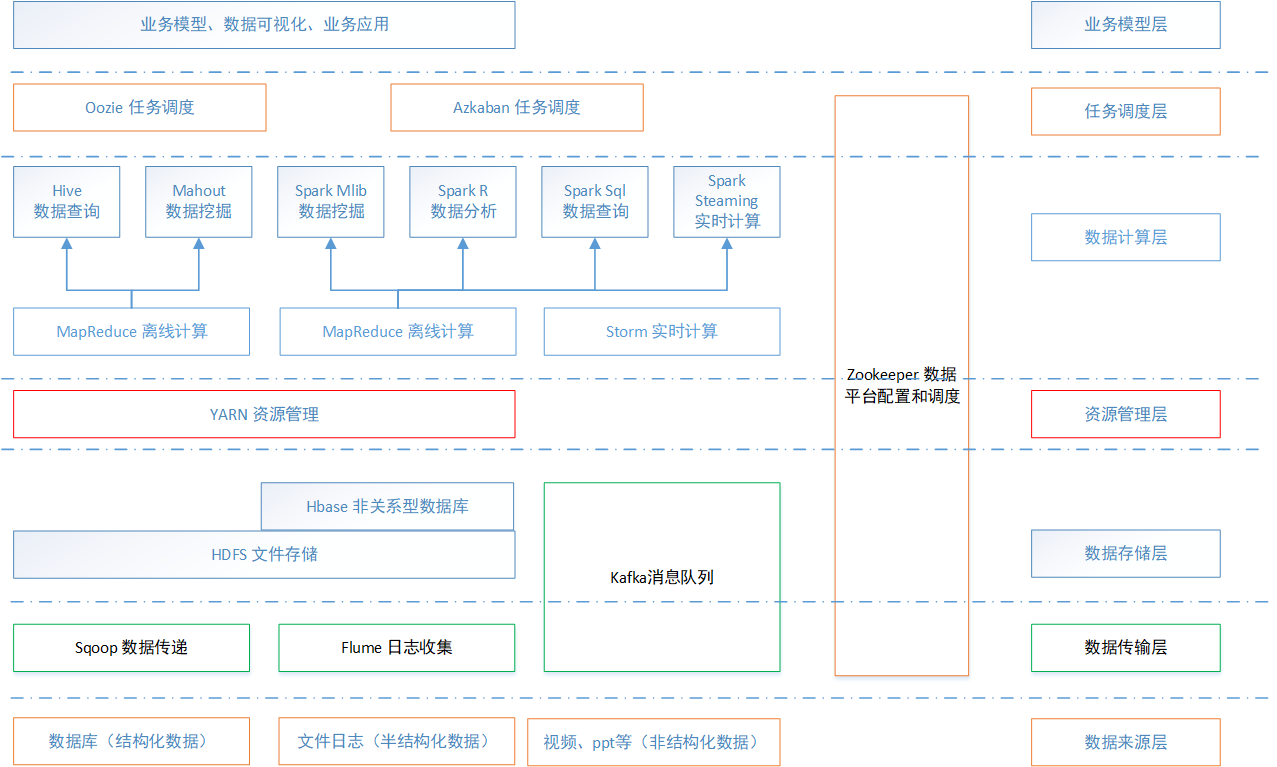 业务模型、数据可视化、业务应用
业务模型层
Oozie 任务调度
Azkaban 任务调度
任务调度层
Hive
数据查询
Mahout
数据挖掘
Spark Mlib
数据挖掘
Spark R
数据分析
Spark Sql
数据查询
Spark
Steaming
实时计算
数据计算层
MapReduce 离线计算
MapReduce 离线计算
Storm 实时计算
Zookeeper 数据
平台配置和调度
YARN 资源管理
资源管理层
Hbase 非关系型数据库
HDFS 文件存储
Kafka消息队列
数据存储层
Sqoop 数据传递
Flume 日志收集
数据传输层
数据库（结构化数据）
文件日志（半结构化数据）
视频、ppt等（非结构化数据）
数据来源层